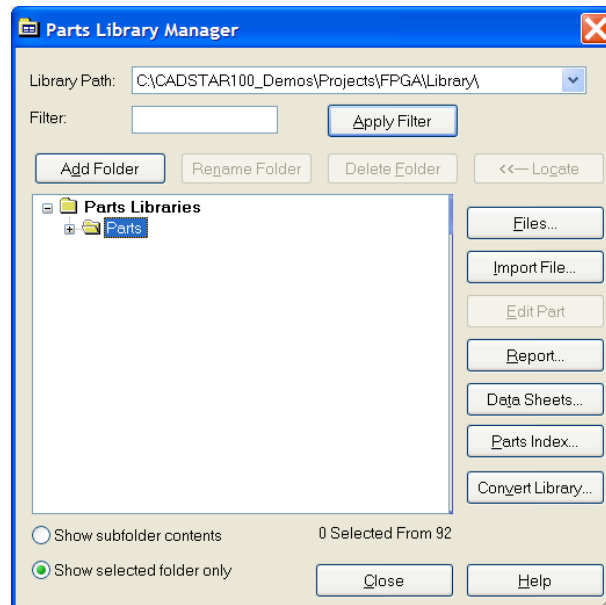 Parts Library Manager
Library Path: C:\CADSTAR100_Demos\Projects\FPGA\Library\
Filter: Apply Filter
Add Folder Rename Folder Delete Folder <<— Locate
Parts Libraries
Parts
Files...
Import File...
Edit Part
Report...
Data Sheets...
Parts Index...
Convert Library...
Show subfolder contents 0 Selected From 92
Show selected folder only Close Help